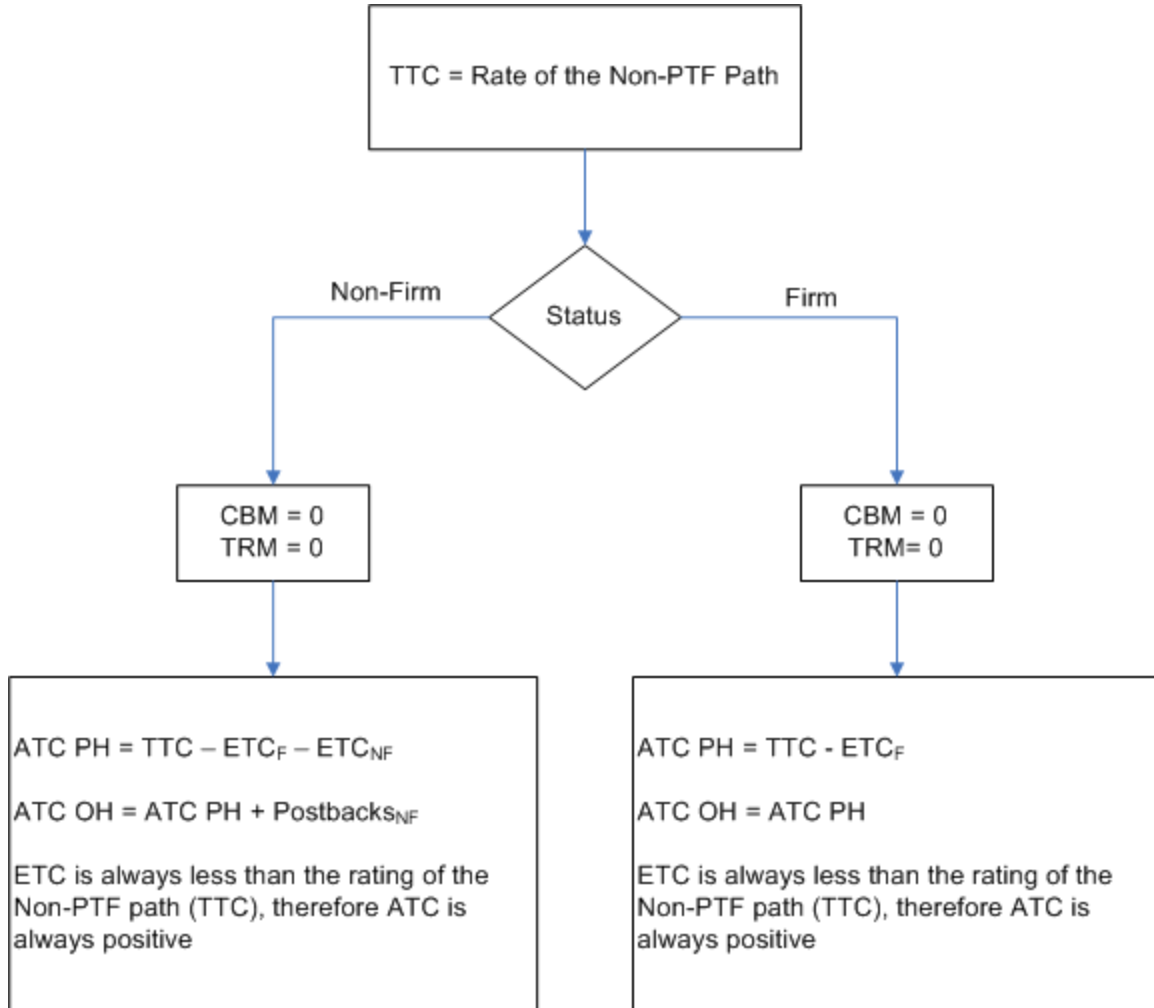 TTC = Rate of the Non-PTF Path
Non-Firm
Firm
Status
CBM = 0
TRM = 0
CBM = 0
TRM= 0
ATC PH = TTC – ETCF – ETCNF
ATC OH = ATC PH + PostbacksNF
ETC is always less than the rating of the
Non-PTF path (TTC), therefore ATC is
always positive
ATC PH = TTC - ETCF
ATC OH = ATC PH
ETC is always less than the rating of the
Non-PTF path (TTC), therefore ATC is
always positive